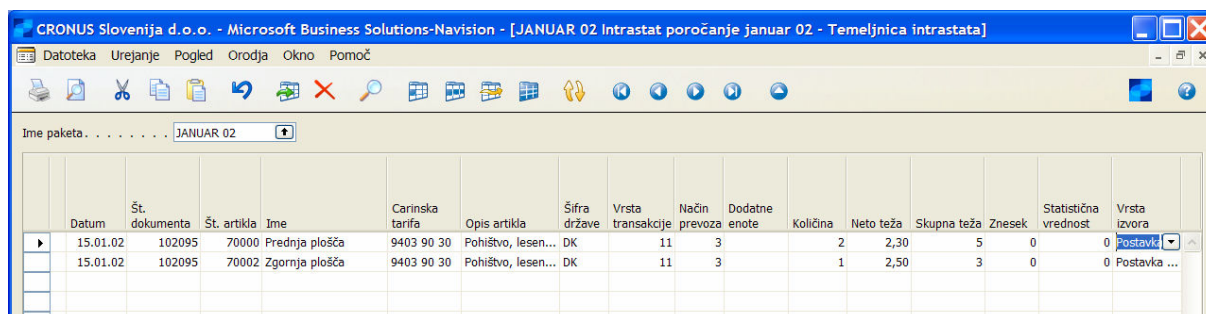 CRONUS Slovenija d.o.o. - Microsoft Business Solutions-Navision - [JANUAR 02 Intrastat poročanje januar 02 - Temeljnica intrastata]
Datoteka Urejanje Pogled Orodja Okno Pomoč
Ime paketa. . . . . . . . JANUAR 02
Datum Št. dokumenta Št. artikla Ime Carinska tarifa Opis artikla Šifra države Vrsta transakcije Način prevoza Dodatne enote Količina Neto teža Skupna teža Znesek Statistična vrednost Vrsta izvora
15.01.02 102095 70000 Prednja plošča 9403 90 30 Pohištvo, lesen... DK 11 3 2 2,30 5 0 0 Postavka
15.01.02 102095 70002 Zgornja plošča 9403 90 30 Pohištvo, lesen... DK 11 3 1 2,50 3 0 0 Postavka ...